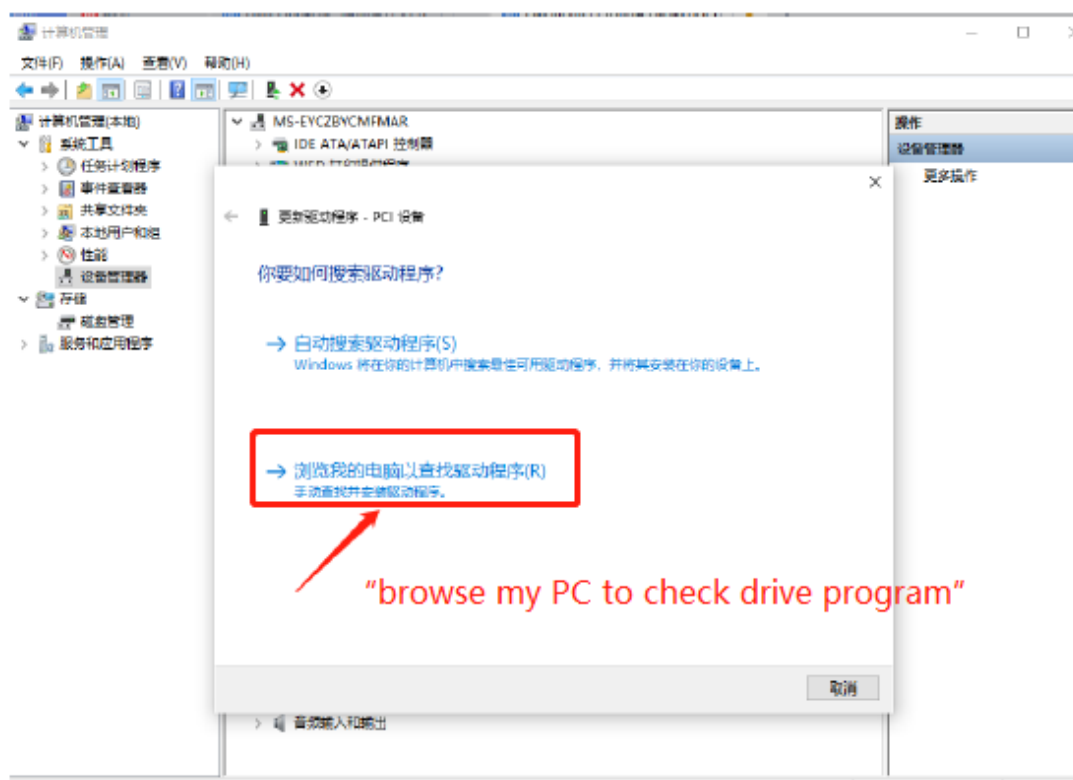 计算机管理
文件(F) 操作(A) 查看(V) 帮助(H)
计算机管理(本地)
系统工具
任务计划程序
事件查看器
共享文件夹
本地用户和组
性能
设备管理器
存储
磁盘管理
服务和应用程序
MS-EYCZBYCMFMAR
IDE ATA/ATAPI 控制器
操作
设备管理器
更多操作
更新驱动程序 - PCI 设备
你要如何搜索驱动程序?
自动搜索驱动程序(S)
Windows 将在你的计算机中搜索最佳可用驱动程序，并将其安装在你的设备上。
浏览我的电脑以查找驱动程序(R)
手动查找并安装驱动程序。
"browse my PC to check drive program"
取消
音频输入和输出